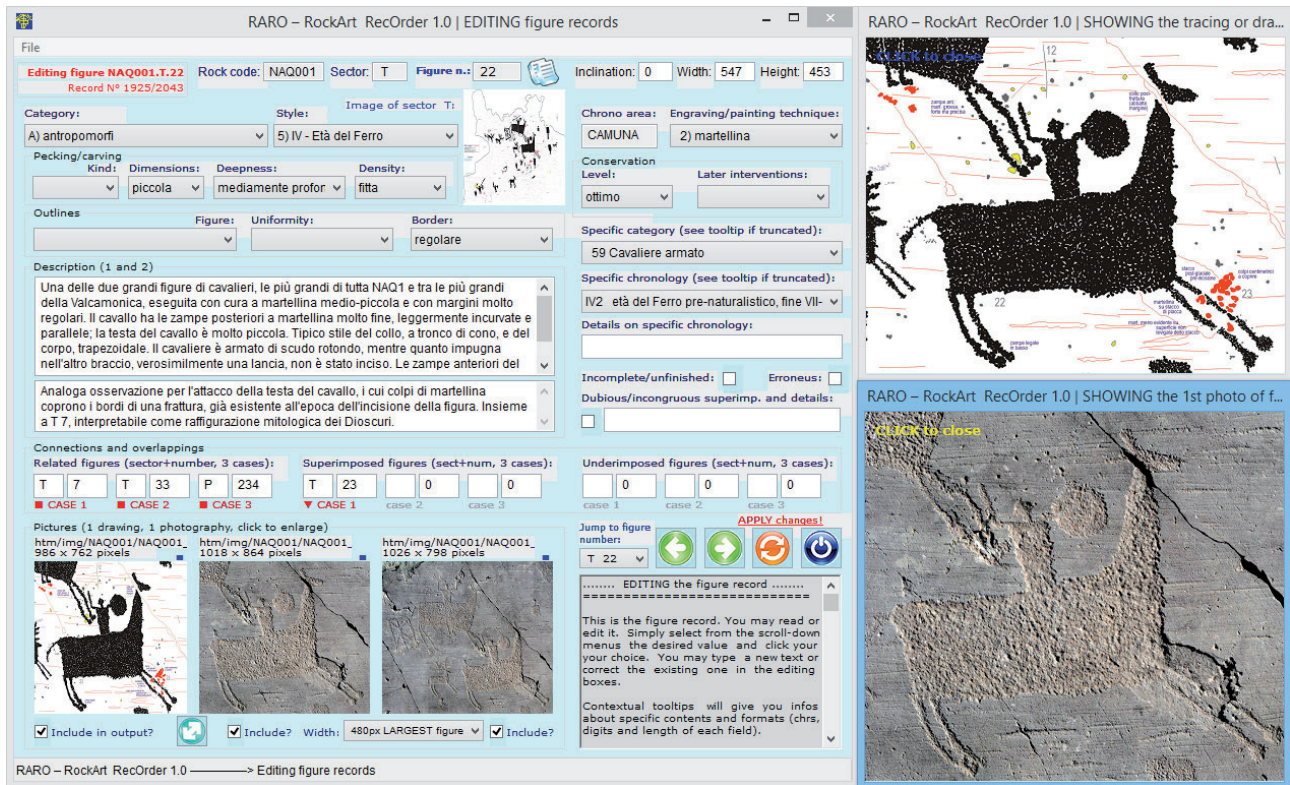 RARO – RockArt RecOrder 1.0 | EDITING figure records
File
Editing figure NAQ001.T.22
Record N° 1925/2043
Rock code: NAQ001 Sector: T Figure n.: 22
Inclination: 0 Width: 547 Height: 453
Category:
A) antropomorfi
Style:
5) IV - Età del Ferro
Image of sector T:
Chrono area:
CAMUNA
Engraving/painting technique:
2) martellina
Pecking/carving
Kind: Dimensions: Deepness: Density:
piccola mediamente profor fitta
Conservation
Level: Later interventions:
ottimo
Outlines
Figure: Uniformity: Border:
regolare
Specific category (see tooltip if truncated):
59 Cavaliere armato
Specific chronology (see tooltip if truncated):
IV2 età del Ferro pre-naturalistico, fine VII-
Details on specific chronology:
Description (1 and 2)
Una delle due grandi figure di cavalieri, le più grandi di tutta NAQ1 e tra le più grandi
della Valcamonica, eseguita con cura a martellina medio-piccola e con margini molto
regolari. Il cavallo ha le zampe posteriori a martellina molto fine, leggermente incurvate e
parallele; la testa del cavallo è molto piccola. Tipico stile del collo, a tronco di cono, e del
corpo, trapezoidale. Il cavaliere è armato di scudo rotondo, mentre quanto impugna
nell'altro braccio, verosimilmente una lancia, non è stato inciso. Le zampe anteriori del
Analoga osservazione per l'attacco della testa del cavallo, i cui colpi di martellina
coprono i bordi di una frattura, già esistente all'epoca dell'incisione della figura. Insieme
a T 7, interpretabile come raffigurazione mitologica dei Dioscuri.
Incomplete/unfinished: Erroneus:
Dubious/incongruous superimp. and details:
Connections and overlappings
Related figures (sector+number, 3 cases):
T 7 T 33 P 234
CASE 1 CASE 2 CASE 3
Superimposed figures (sect+num, 3 cases):
T 23 0 0
CASE 1 case 2 case 3
Underimposed figures (sect+num, 3 cases):
0 0 0
case 1 case 2 case 3
Pictures (1 drawing, 1 photography, click to enlarge)
htm/img/NAQ001/NAQ001_
986 x 762 pixels
htm/img/NAQ001/NAQ001_
1018 x 864 pixels
htm/img/NAQ001/NAQ001_
1026 x 798 pixels
Include in output? Include? Width: 480px LARGEST figure Include?
Jump to figure
number:
T 22
APPLY changes!
........ EDITING the figure record ........
============================
This is the figure record. You may read or
edit it. Simply select from the scroll-down
menus the desired value and click your
your choice. You may type a new text or
correct the existing one in the editing
boxes.
Contextual tooltips will give you infos
about specific contents and formats (chrs,
digits and length of each field).
RARO – RockArt RecOrder 1.0 ————> Editing figure records
RARO – RockArt RecOrder 1.0 | SHOWING the tracing or dra...
CLICK to close
12
22
23
RARO – RockArt RecOrder 1.0 | SHOWING the 1st photo of f...
CLICK to close